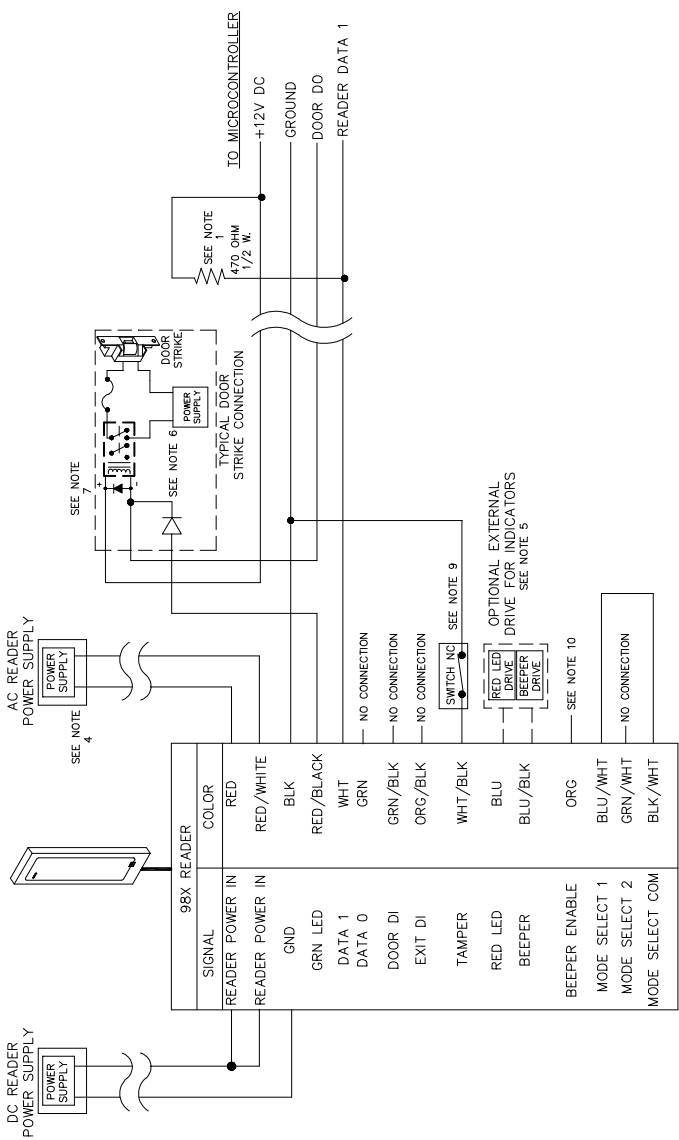 DC READER
POWER SUPPLY
POWER
SUPPLY
AC READER
POWER SUPPLY
POWER
SUPPLY
SEE NOTE
4
SEE NOTE
7
+
-
SEE NOTE 6
POWER
SUPPLY
DOOR
STRIKE
TYPICAL DOOR
STRIKE CONNECTION
SEE NOTE
1
470 OHM
1/2 W.
TO MICROCONTROLLER
+12V DC
GROUND
DOOR DO
READER DATA 1
98X READER
SIGNAL COLOR
READER POWER IN RED
READER POWER IN RED/WHITE
GND BLK
GRN LED RED/BLACK
DATA 1 WHT
DATA 0 GRN NO CONNECTION
DOOR DI GRN/BLK NO CONNECTION
EXIT DI ORG/BLK NO CONNECTION
TAMPER WHT/BLK SWITCH NC SEE NOTE 9
RED LED BLU RED LED
DRIVE
BEEPER BLU/BLK BEEPER
DRIVE
OPTIONAL EXTERNAL
DRIVE FOR INDICATORS
SEE NOTE 5
BEEPER ENABLE ORG SEE NOTE 10
MODE SELECT 1 BLU/WHT
MODE SELECT 2 GRN/WHT NO CONNECTION
MODE SELECT COM BLK/WHT